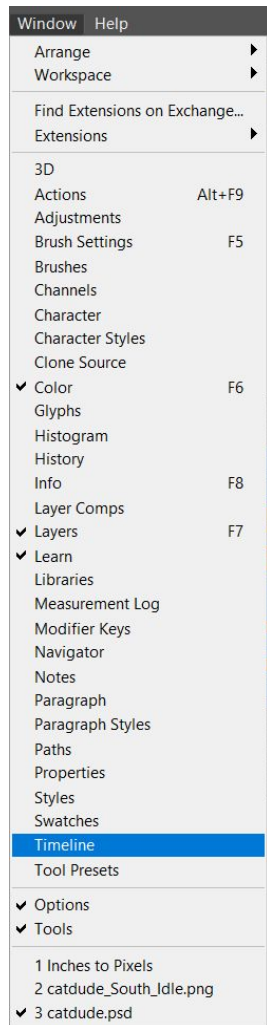 Window Help
Arrange
Workspace
Find Extensions on Exchange...
Extensions
3D
Actions Alt+F9
Adjustments
Brush Settings F5
Brushes
Channels
Character
Character Styles
Clone Source
Color F6
Glyphs
Histogram
History
Info F8
Layer Comps
Layers F7
Learn
Libraries
Measurement Log
Modifier Keys
Navigator
Notes
Paragraph
Paragraph Styles
Paths
Properties
Styles
Swatches
Timeline
Tool Presets
Options
Tools
1 Inches to Pixels
2 catdude_South_Idle.png
3 catdude.psd